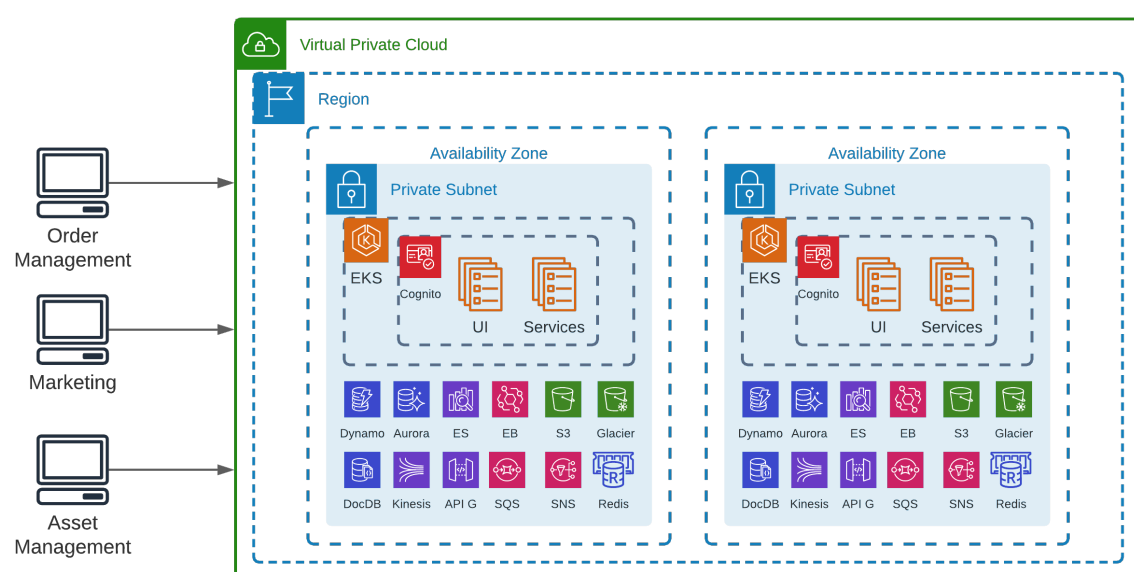 Virtual Private Cloud
Region
Availability Zone
Private Subnet
EKS
Cognito
UI
Services
Dynamo
Aurora
ES
EB
S3
Glacier
DocDB
Kinesis
API G
SQS
SNS
Redis
Availability Zone
Private Subnet
EKS
Cognito
UI
Services
Dynamo
Aurora
ES
EB
S3
Glacier
DocDB
Kinesis
API G
SQS
SNS
Redis
Order
Management
Marketing
Asset
Management